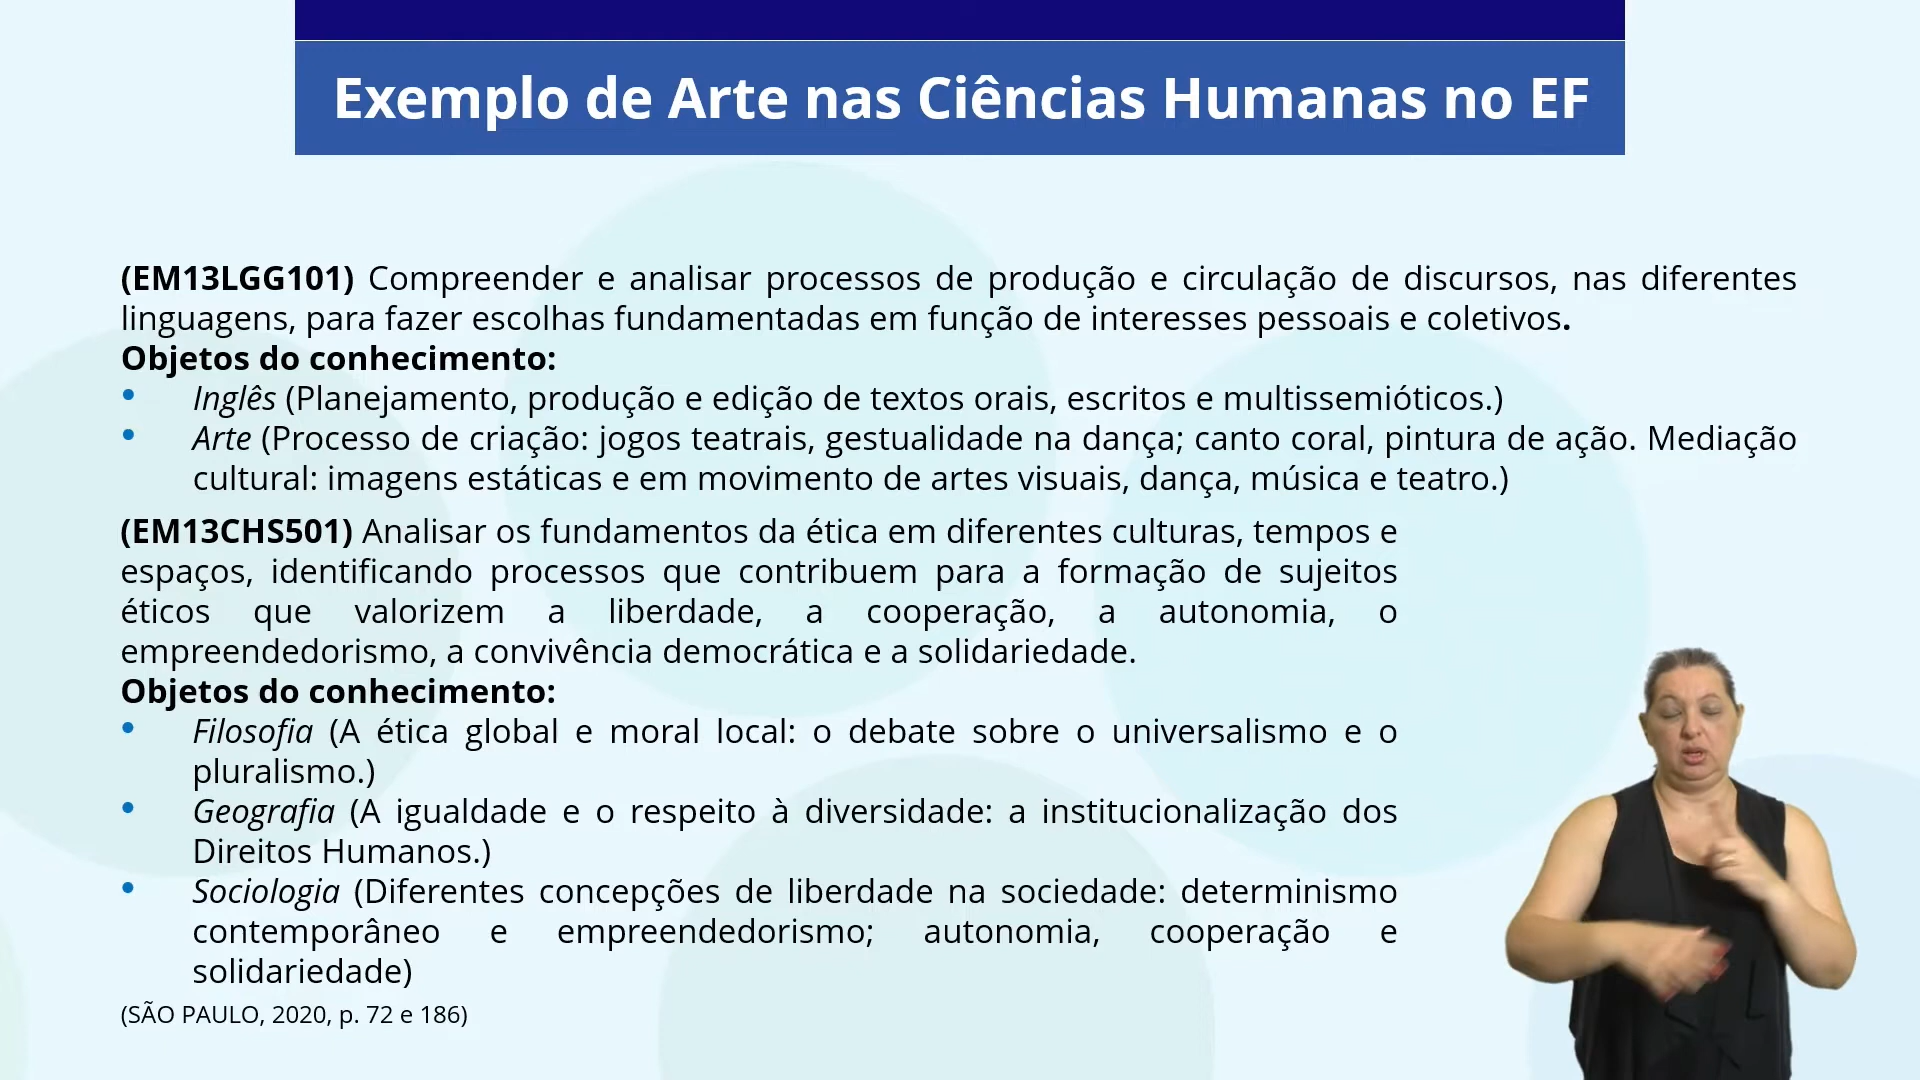 Exemplo de Arte nas Ciências Humanas no EF
(EM13LGG101) Compreender e analisar processos de produção e circulação de discursos, nas diferentes
linguagens, para fazer escolhas fundamentadas em função de interesses pessoais e coletivos.
Objetos do conhecimento:
• Inglês (Planejamento, produção e edição de textos orais, escritos e multissemióticos.)
• Arte (Processo de criação: jogos teatrais, gestualidade na dança; canto coral, pintura de ação. Mediação
cultural: imagens estáticas e em movimento de artes visuais, dança, música e teatro.)
(EM13CHS501) Analisar os fundamentos da ética em diferentes culturas, tempos e
espaços, identificando processos que contribuem para a formação de sujeitos
éticos que valorizem a liberdade, a cooperação, a autonomia, o
empreendedorismo, a convivência democrática e a solidariedade.
Objetos do conhecimento:
• Filosofia (A ética global e moral local: o debate sobre o universalismo e o
pluralismo.)
• Geografia (A igualdade e o respeito à diversidade: a institucionalização dos
Direitos Humanos.)
• Sociologia (Diferentes concepções de liberdade na sociedade: determinismo
contemporâneo e empreendedorismo; autonomia, cooperação e
solidariedade)
(SÃO PAULO, 2020, p. 72 e 186)